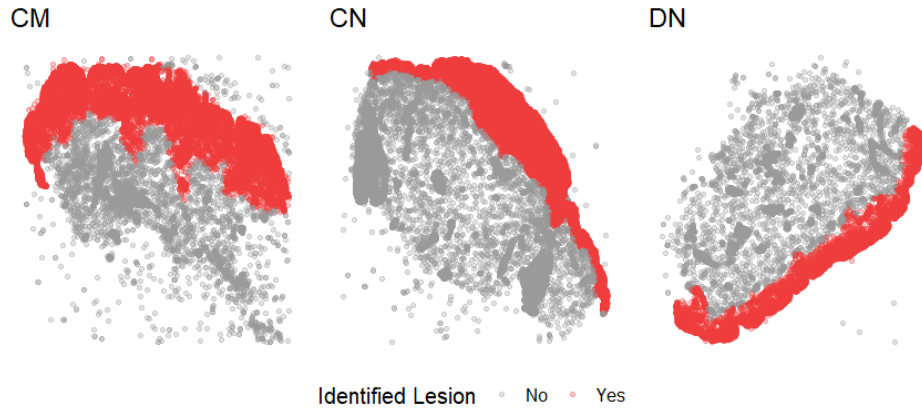 CM
CN
DN
Identified Lesion No Yes